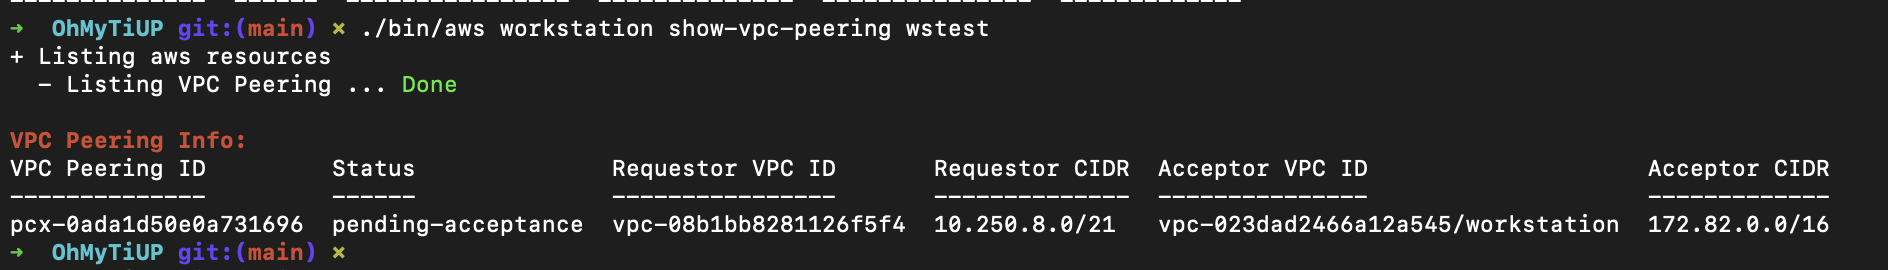 ➜  OhMyTiUP git:(main) ✗ ./bin/aws workstation show-vpc-peering wstest
+ Listing aws resources
  - Listing VPC Peering ... Done
VPC Peering Info:
VPC Peering ID         Status              Requestor VPC ID       Requestor CIDR  Acceptor VPC ID                    Acceptor CIDR
--------------         ------              ----------------       --------------  ---------------                    -------------
pcx-0ada1d50e0a731696  pending-acceptance  vpc-08b1bb8281126f5f4  10.250.8.0/21   vpc-023dad2466a12a545/workstation  172.82.0.0/16
➜  OhMyTiUP git:(main) ✗